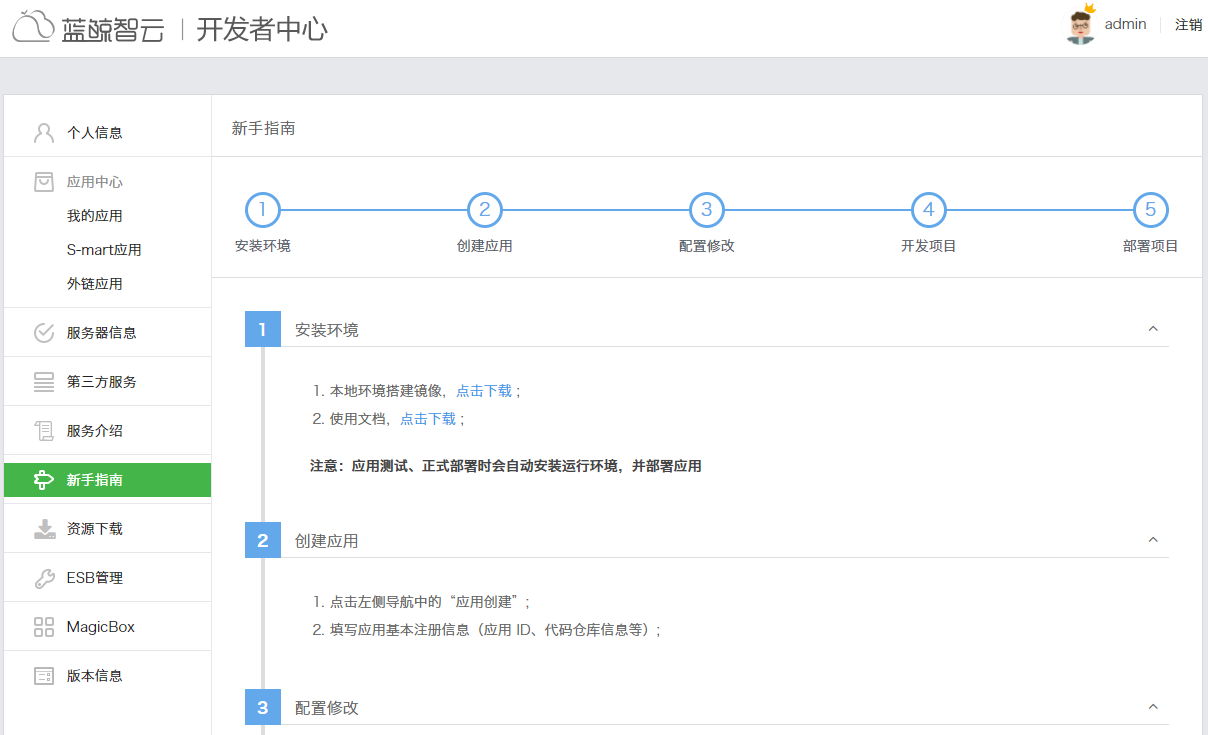 蓝鲸智云 | 开发者中心
admin 注销
个人信息
应用中心
我的应用
S-mart应用
外链应用
服务器信息
第三方服务
服务介绍
新手指南
资源下载
ESB管理
MagicBox
版本信息
新手指南
1 2 3 4 5
安装环境 创建应用 配置修改 开发项目 部署项目
1 安装环境
1. 本地环境搭建镜像，点击下载；
2. 使用文档，点击下载；
注意：应用测试、正式部署时会自动安装运行环境，并部署应用
2 创建应用
1. 点击左侧导航中的“应用创建”；
2. 填写应用基本注册信息（应用 ID、代码仓库信息等）；
3 配置修改